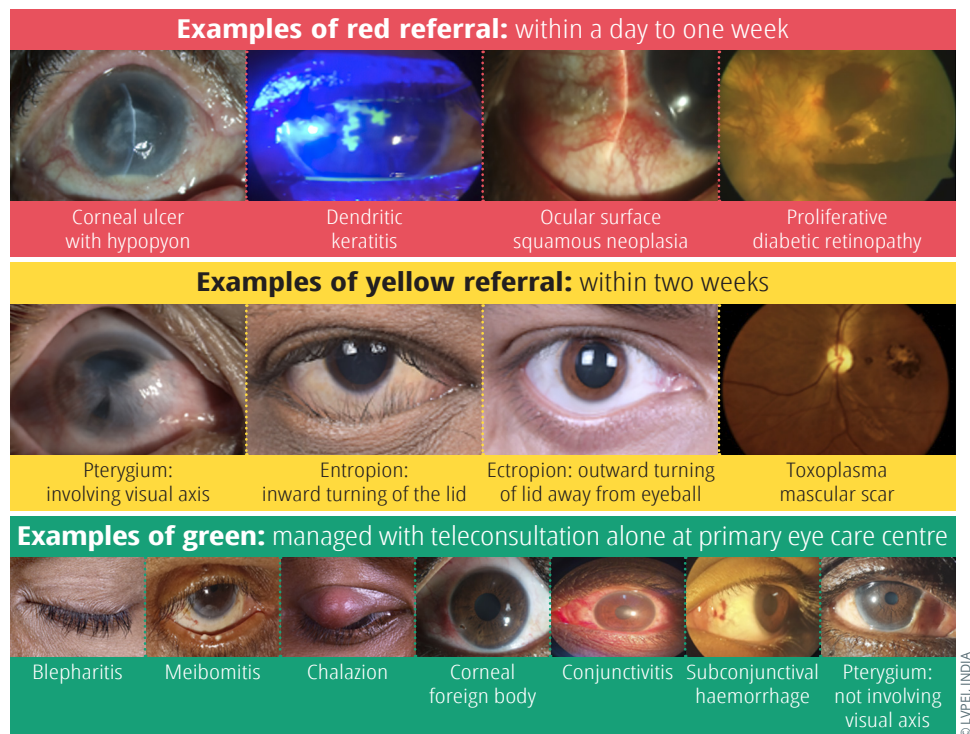 Examples of red referral: within a day to one week
Corneal ulcer
with hypopyon
Dendritic
keratitis
Ocular surface
squamous neoplasia
Proliferative
diabetic retinopathy
Examples of yellow referral: within two weeks
Pterygium:
involving visual axis
Entropion:
inward turning of the lid
Ectropion: outward turning
of lid away from eyeball
Toxoplasma
mascular scar
Examples of green: managed with teleconsultation alone at primary eye care centre
Blepharitis
Meibomitis
Chalazion
Corneal
foreign body
Conjunctivitis
Subconjunctival
haemorrhage
Pterygium:
not involving
visual axis
© LVPEI, INDIA